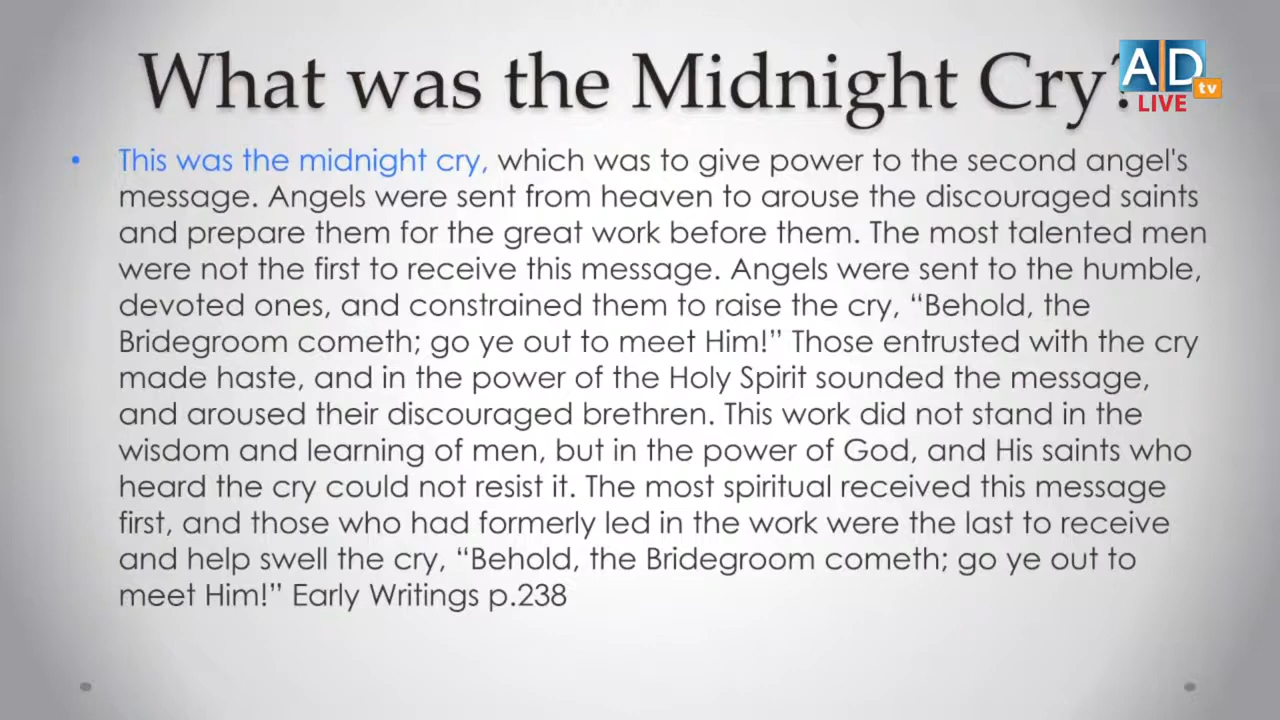 What was the Midnight Cry?
AD
tv
LIVE
• This was the midnight cry, which was to give power to the second angel's
message. Angels were sent from heaven to arouse the discouraged saints
and prepare them for the great work before them. The most talented men
were not the first to receive this message. Angels were sent to the humble,
devoted ones, and constrained them to raise the cry, “Behold, the
Bridegroom cometh; go ye out to meet Him!” Those entrusted with the cry
made haste, and in the power of the Holy Spirit sounded the message,
and aroused their discouraged brethren. This work did not stand in the
wisdom and learning of men, but in the power of God, and His saints who
heard the cry could not resist it. The most spiritual received this message
first, and those who had formerly led in the work were the last to receive
and help swell the cry, “Behold, the Bridegroom cometh; go ye out to
meet Him!” Early Writings p.238